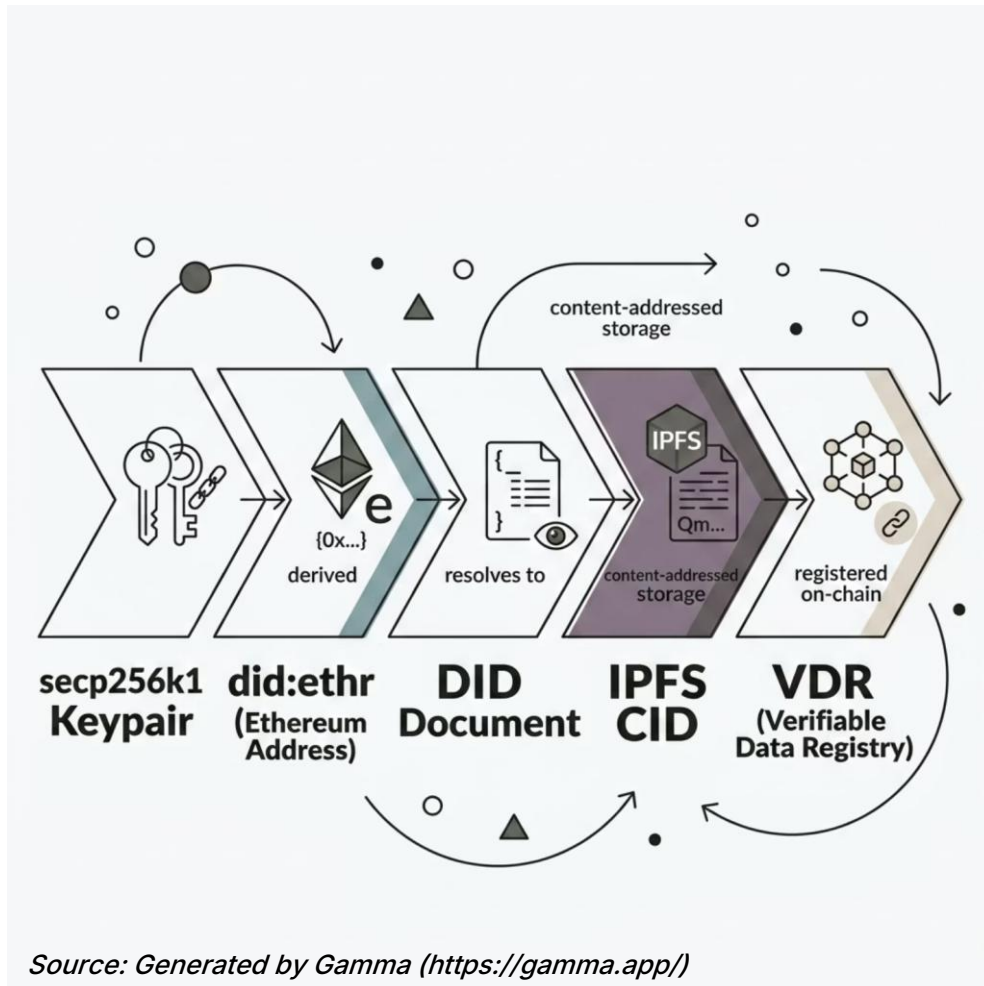 content-addressed
storage
e
{0x...}
derived
{
}
resolves to
IPFS
Qm...
content-addressed
storage
registered
on-chain
secp256k1
Keypair
did:ethr
(Ethereum
Address)
DID
Document
IPFS
CID
VDR
(Verifiable
Data Registry)
Source: Generated by Gamma (https://gamma.app/)